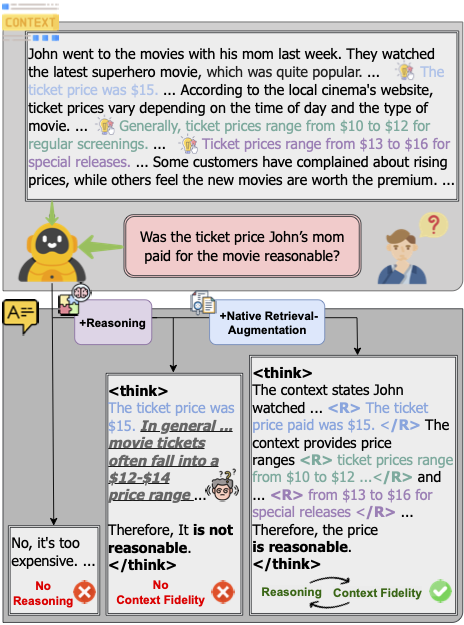 CONTEXT
John went to the movies with his mom last week. They watched
the latest superhero movie, which was quite popular. ... The
ticket price was $15. ... According to the local cinema's website,
ticket prices vary depending on the time of day and the type of
movie. ... Generally, ticket prices range from $10 to $12 for
regular screenings. ... Ticket prices range from $13 to $16 for
special releases. ... Some customers have complained about rising
prices, while others feel the new movies are worth the premium. ...
Was the ticket price John's mom
paid for the movie reasonable?
?
A
+Reasoning
+Native Retrieval-
Augmentation
No, it's too
expensive. ...
No
Reasoning
<think>
The ticket price was
$15. In general ...
movie tickets
often fall into a
$12-$14
price range ...
???
Therefore, It is not
reasonable.
</think>
No
Context Fidelity
<think>
The context states John
watched ... <R> The ticket
price paid was $15. </R> The
context provides price
ranges <R> ticket prices range
from $10 to $12 ...</R> and
... <R> from $13 to $16 for
special releases </R> ...
Therefore, the price
is reasonable.
</think>
Reasoning Context Fidelity